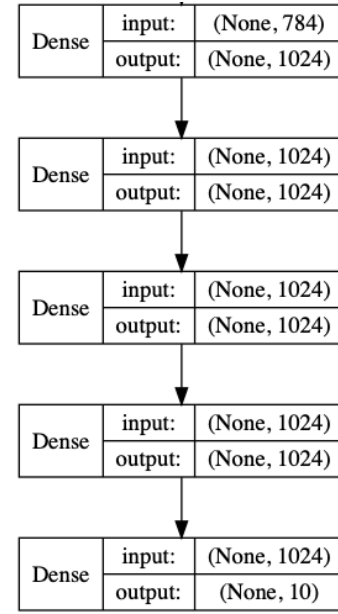 Dense
input: (None, 784)
output: (None, 1024)
Dense
input: (None, 1024)
output: (None, 1024)
Dense
input: (None, 1024)
output: (None, 1024)
Dense
input: (None, 1024)
output: (None, 1024)
Dense
input: (None, 1024)
output: (None, 10)